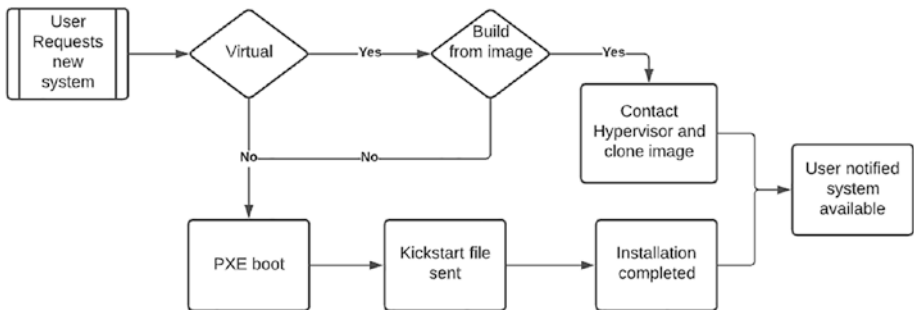 User
Requests
new
system
Virtual
Yes
Build
from image
Yes
Contact
Hypervisor and
clone image
No
No
User notified
system
available
PXE boot
Kickstart file
sent
Installation
completed